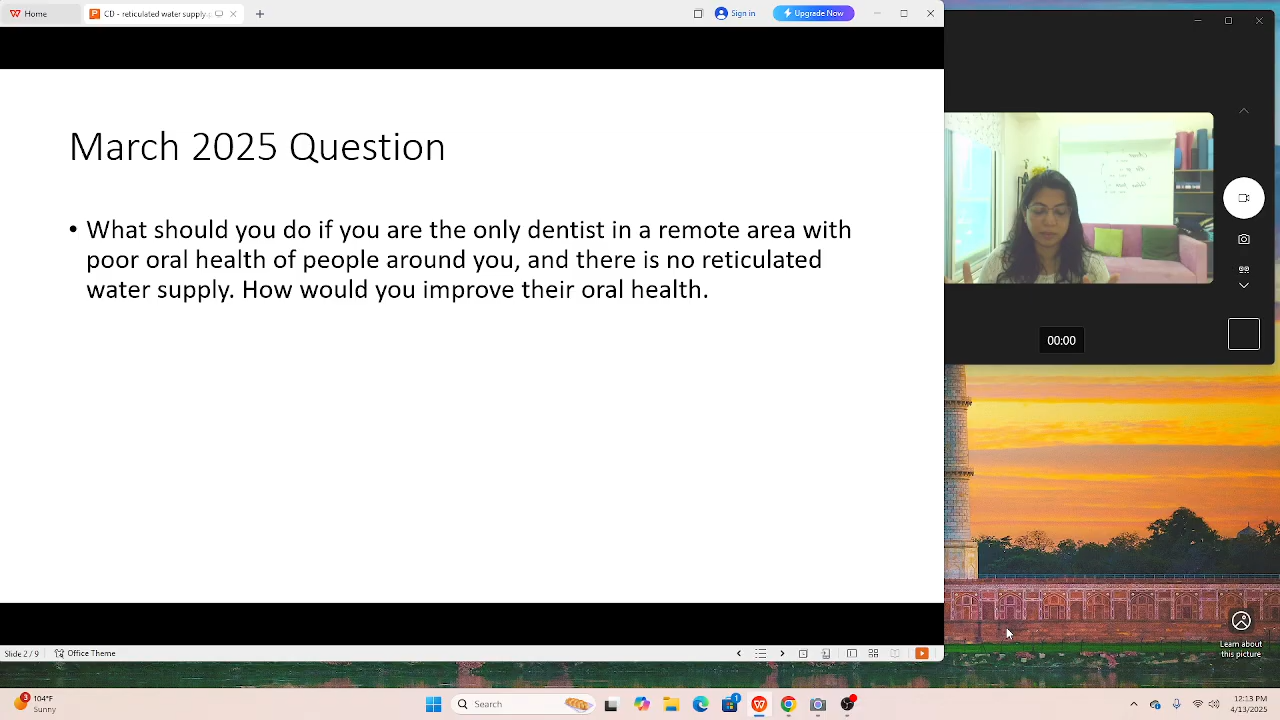 Home
CD - reticulated water supply
Sign in
Upgrade Now
March 2025 Question
• What should you do if you are the only dentist in a remote area with
poor oral health of people around you, and there is no reticulated
water supply. How would you improve their oral health.
00:00
Learn about
this picture
Slide 2 / 9
Office Theme
3
104°F
Sunny
Search
1
12:13 PM
4/13/2025